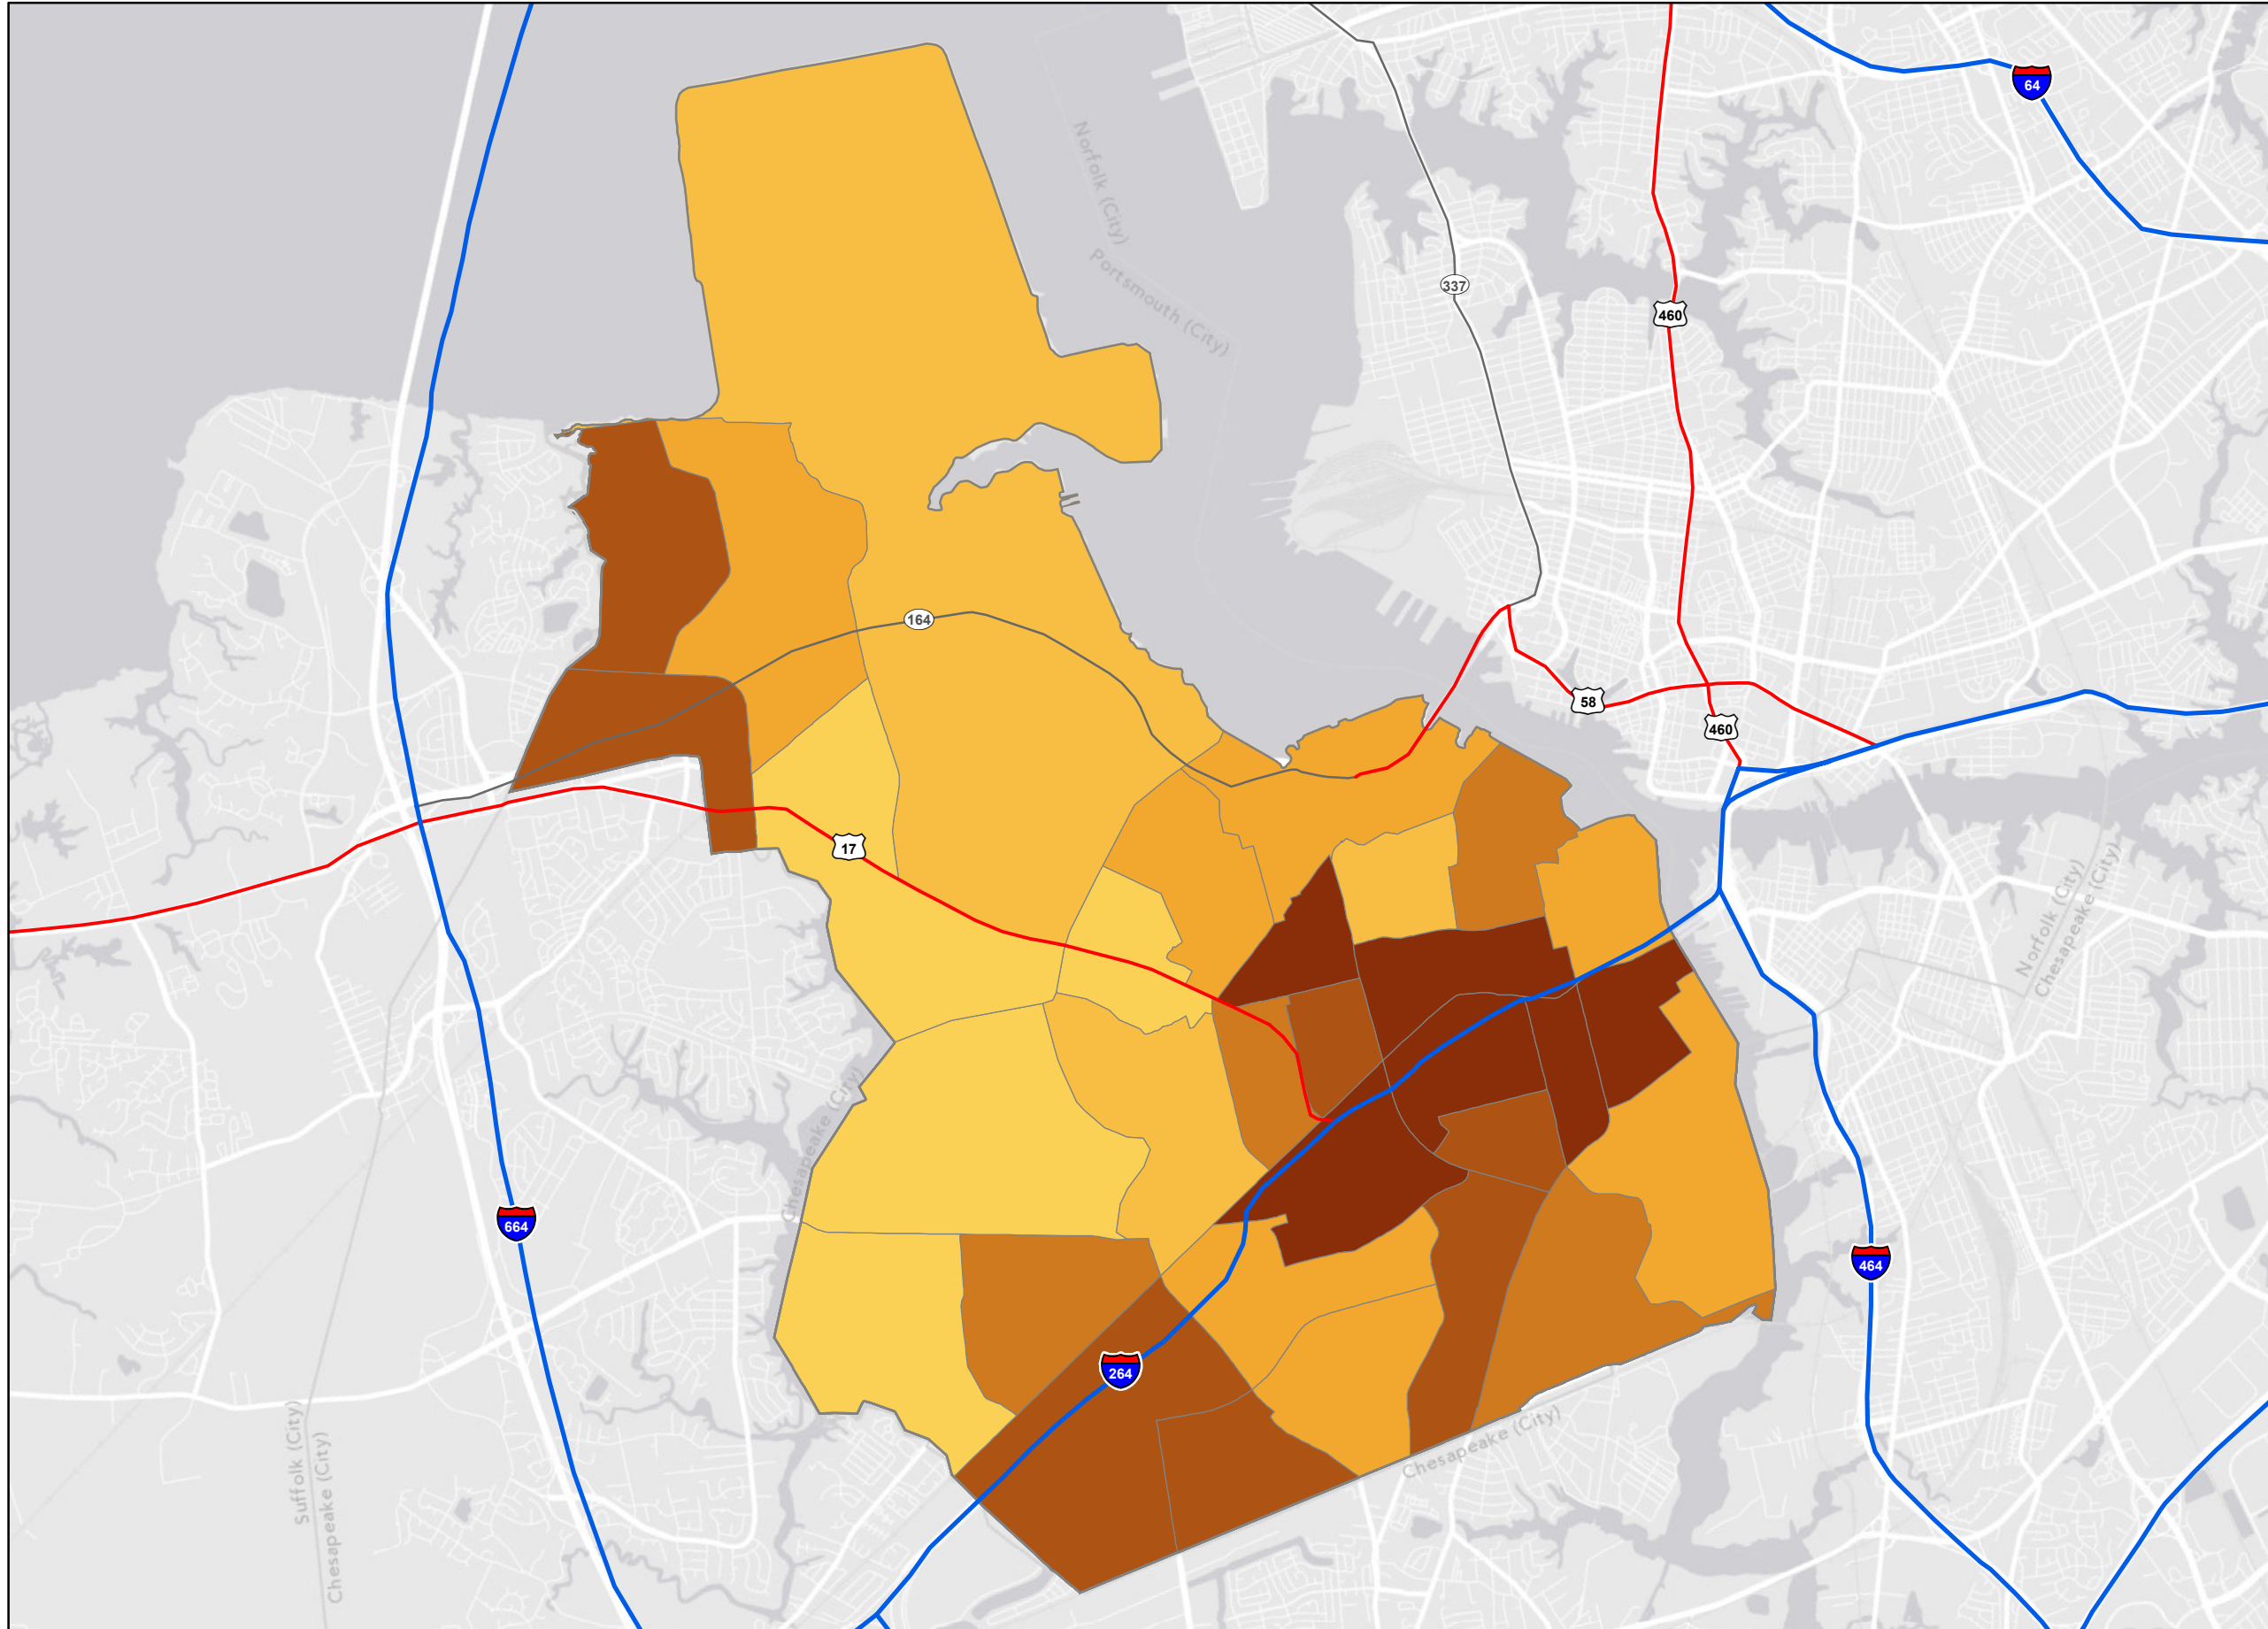 64
Norfolk (City)
Portsmouth (City)
337
460
164
58
460
17
Norfolk (City)
Chesapeake (City)
Chesapeake (City)
664
464
264
Chesapeake (City)
Suffolk (City)
Chesapeake (City)